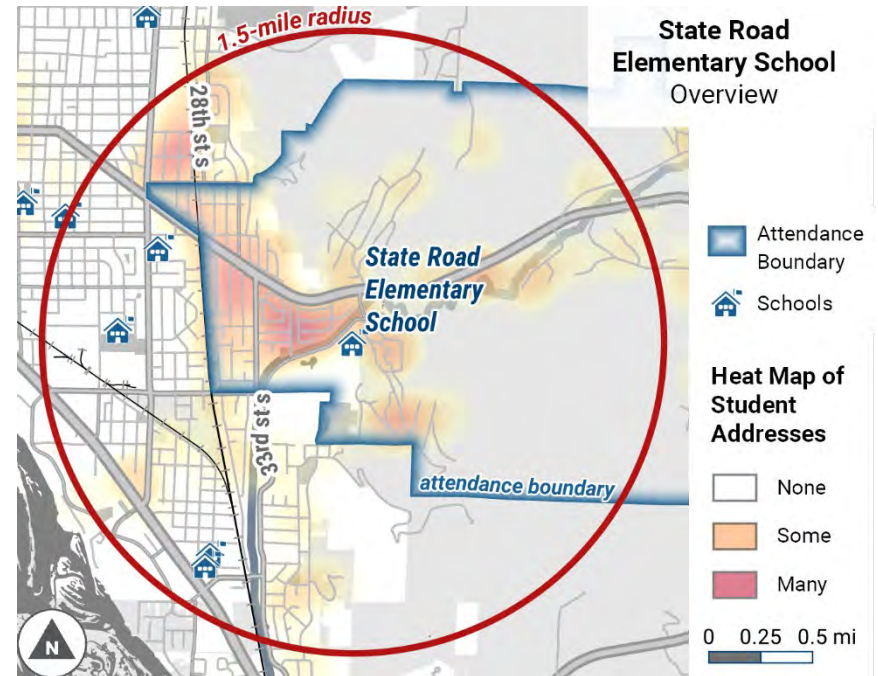 1.5-mile radius
State Road
Elementary School
Overview
28th st s
State Road
Elementary
School
33rd st s
attendance boundary
Attendance
Boundary
Schools
Heat Map of
Student
Addresses
None
Some
Many
0 0.25 0.5 mi
N